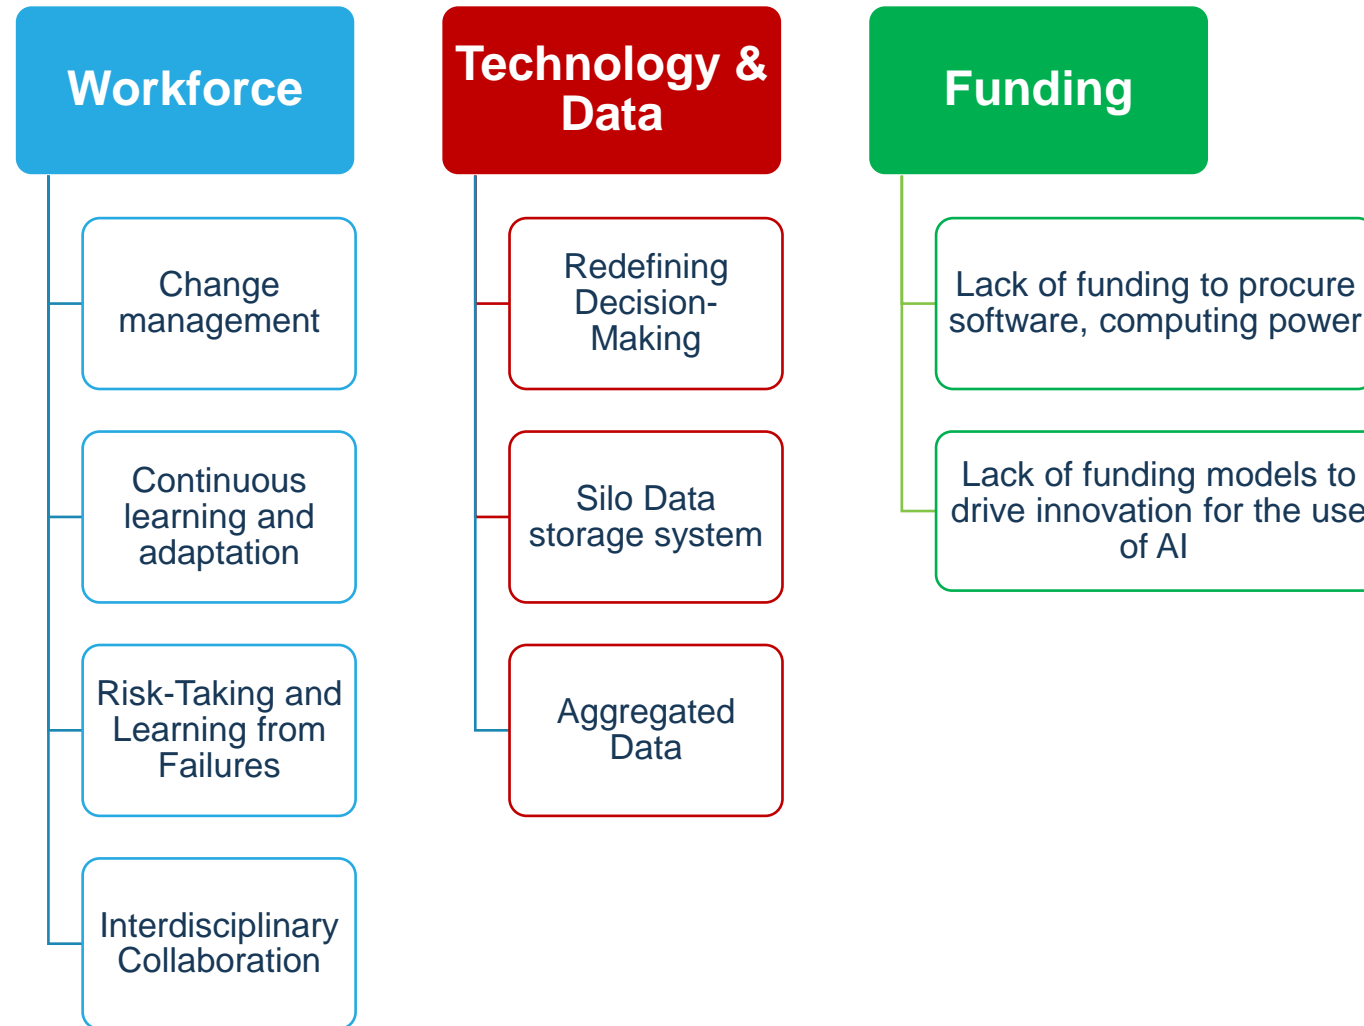 Workforce
Change
management
Continuous
learning and
adaptation
Risk-Taking and
Learning from
Failures
Interdisciplinary
Collaboration
Technology &
Data
Redefining
Decision-
Making
Silo Data
storage system
Aggregated
Data
Funding
Lack of funding to procure
software, computing power
Lack of funding models to
drive innovation for the use
of AI